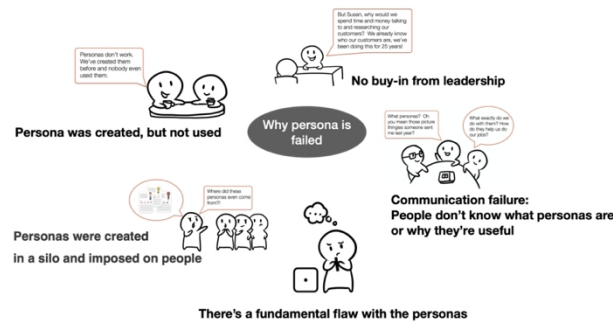 But Susan, why would we
spend time and money talking
to and researching our
customers? We already know
who our customers are, we've
been doing this for 25 years!
Personas don't work.
We've created them
before and nobody even
used them.
No buy-in from leadership
Persona was created, but not used
Why persona is
failed
What personas? Oh
you mean those picture
thingies someone sent
me last year?
What exactly do we
do with them? How
do they help us do
our jobs?
Communication failure:
People don't know what personas are
or why they're useful
Where did these
personas even come
from?!
Personas were created
in a silo and imposed on people
There's a fundamental flaw with the personas